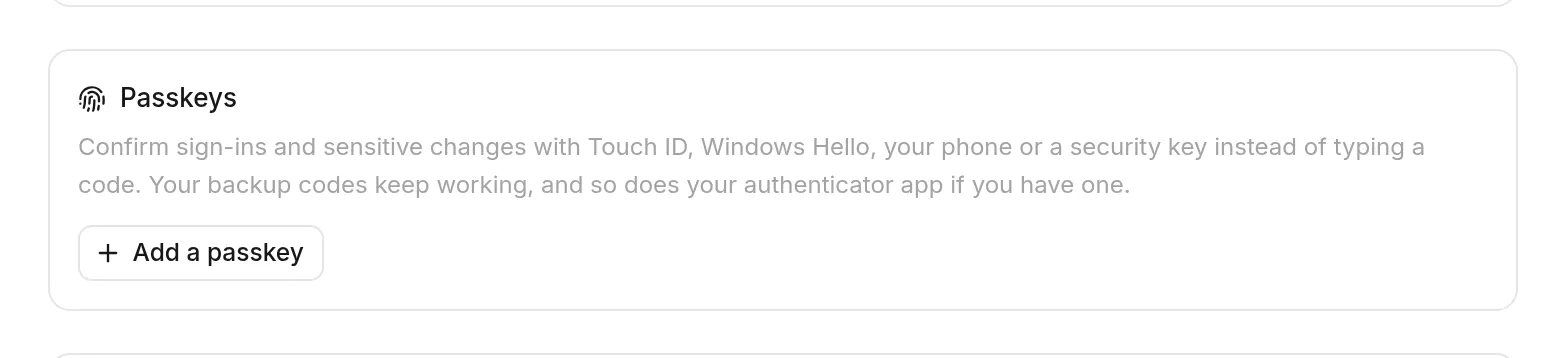 Passkeys
Confirm sign-ins and sensitive changes with Touch ID, Windows Hello, your phone or a security key instead of typing a
code. Your backup codes keep working, and so does your authenticator app if you have one.
Add a passkey